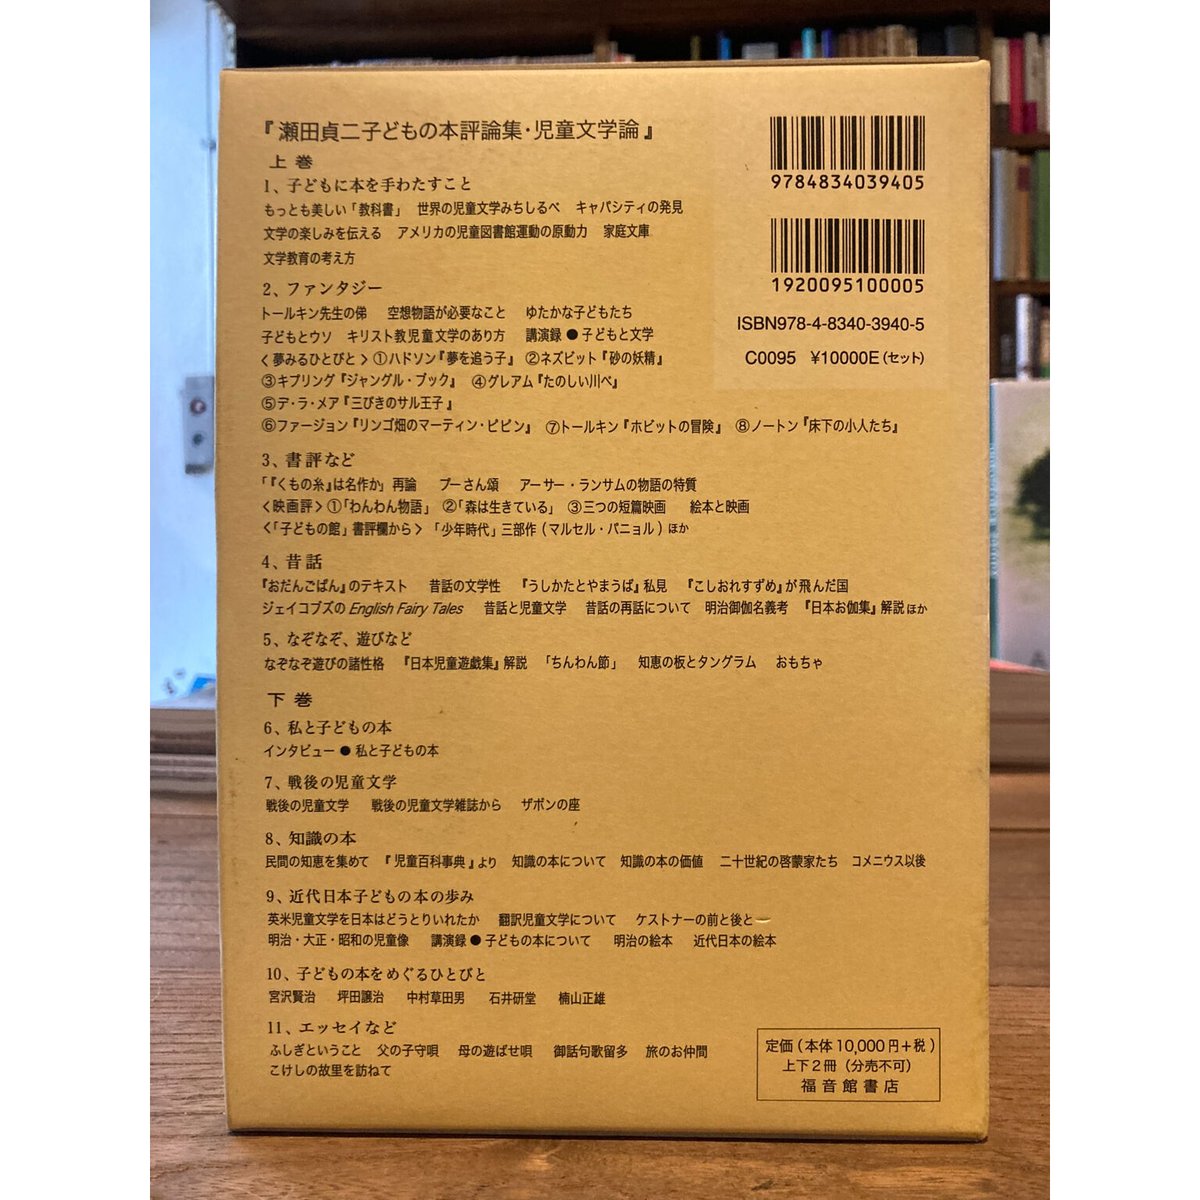 『瀬田貞二子どもの本評論集・児童文学論』
上巻
1、子どもに本を手わたすこと
もっとも美しい「教科書」 世界の児童文学みちしるべ キャパシティの発見
文学の楽しみを伝える アメリカの児童図書館運動の原動力 家庭文庫
文学教育の考え方
2、ファンタジー
トールキン先生の弟 空想物語が必要なこと ゆたかな子どもたち
子どもとウソ キリスト教児童文学のあり方 講演録●子どもと文学
〈夢みるひとびと〉①ハドソン『夢を追う子』 ②ネズビット『砂の妖精』
③キプリング『ジャングル・ブック』 ④グレアム『たのしい川べ』
⑤デ・ラ・メア『三びきのサル王子』
⑥ファージョン『リンゴ畑のマーティン・ピピン』 ⑦トールキン『ホビットの冒険』 ⑧ノートン『床下の小人たち』
3、書評など
「『くもの糸』は名作か」再論 プーさん頌 アーサー・ランサムの物語の特質
〈映画評〉①「わんわん物語」 ②「森は生きている」 ③三つの短篇映画 絵本と映画
〈「子どもの館」書評欄から〉「少年時代」三部作(マルセル・パニョル)ほか
4、昔話
『おだんごぱん』のテキスト 昔話の文学性 『うしかたとやまうば』私見 『こしおれすずめ』が飛んだ国
ジェイコブズのEnglish Fairy Tales 昔話と児童文学 昔話の再話について 明治御伽名義考 『日本お伽集』解説ほか
5、なぞなぞ、遊びなど
なぞなぞ遊びの諸性格 『日本児童遊戯集』解説 「ちんわん節」 知恵の板とタングラム おもちゃ
下巻
6、私と子どもの本
インタビュー●私と子どもの本
7、戦後の児童文学
戦後の児童文学 戦後の児童文学雑誌から ザボンの座
8、知識の本
民間の知恵を集めて 『児童百科事典』より 知識の本について 知識の本の価値 二十世紀の啓蒙家たち コメニウス以後
9、近代日本子どもの本の歩み
英米児童文学を日本はどうとりいれたか 翻訳児童文学について ケストナーの前と後と
明治・大正・昭和の児童像 講演録●子どもの本について 明治の絵本 近代日本の絵本
10、子どもの本をめぐるひとびと
宮沢賢治 坪田譲治 中村草田男 石井研堂 楠山正雄
11、エッセイなど
ふしぎということ 父の子守唄 母の遊ばせ唄 御話句歌留多 旅のお仲間
こけしの故里を訪ねて
9784834039405
1920095100005
ISBN978-4-8340-3940-5
C0095 ¥10000E(セット)
定価(本体10,000円+税)
上下2冊(分売不可)
福音館書店